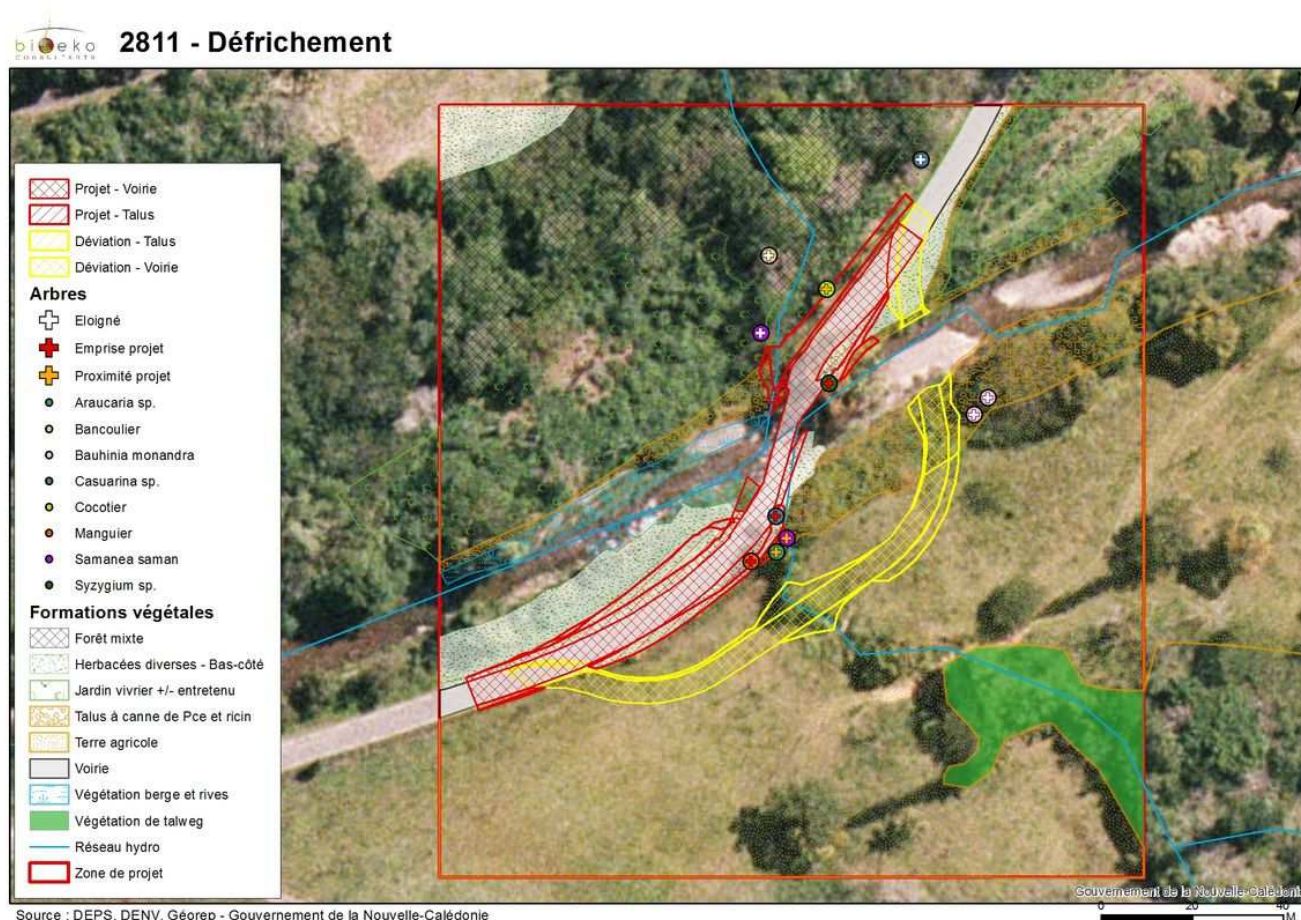 bioeko
CONSULTANTS
2811 - Défrichement
Projet - Voirie
Projet - Talus
Déviation - Talus
Déviation - Voirie
Arbres
Eloigné
Emprise projet
Proximité projet
Araucaria sp.
Bancoulier
Bauhinia monandra
Casuarina sp.
Cocotier
Manguier
Samanea saman
Syzygium sp.
Formations végétales
Forêt mixte
Herbacées diverses - Bas-côté
Jardin vivrier +/- entretenu
Talus à canne de Pce et ricin
Terre agricole
Voirie
Végétation berge et rives
Végétation de talweg
Réseau hydro
Zone de projet
Gouvernement de la Nouvelle-Calédonie
0 20 40
M
Source : DEPS, DENV, Géorep - Gouvernement de la Nouvelle-Calédonie